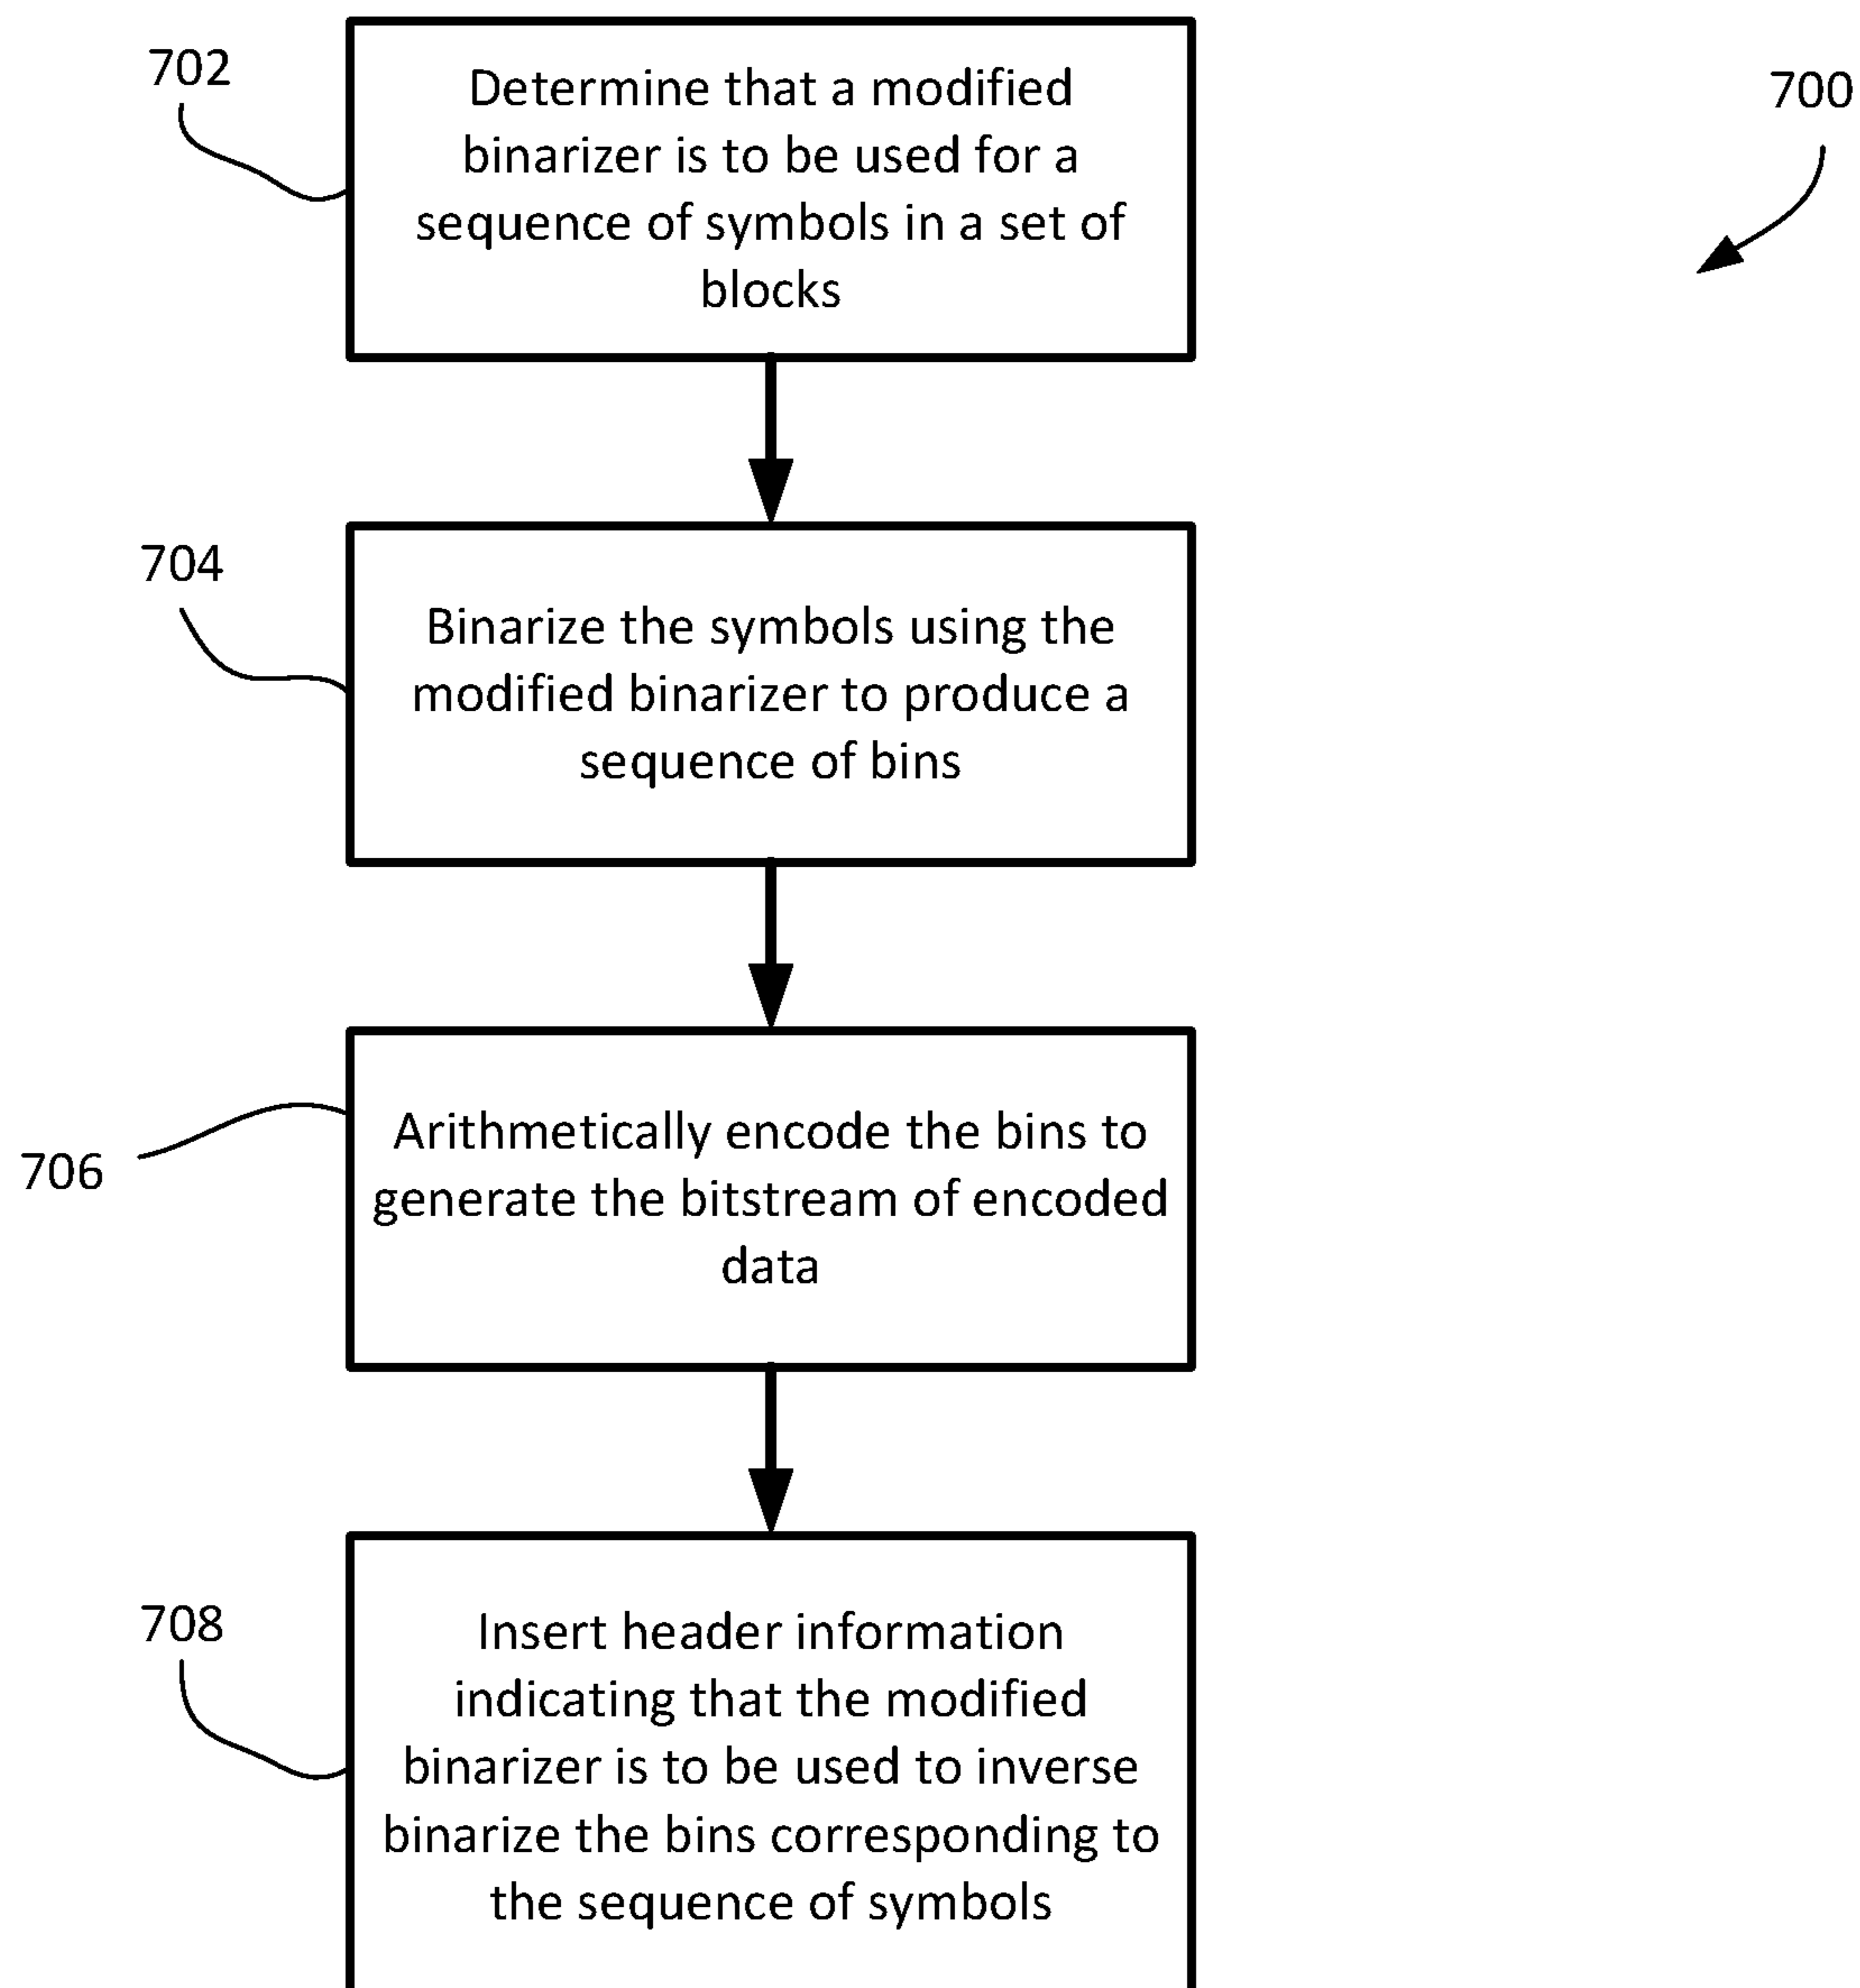 702
Determine that a modified
binarizer is to be used for a
sequence of symbols in a set of
blocks
700
704
Binarize the symbols using the
modified binarizer to produce a
sequence of bins
706
Arithmetically encode the bins to
generate the bitstream of encoded
data
708
Insert header information
indicating that the modified
binarizer is to be used to inverse
binarize the bins corresponding to
the sequence of symbols